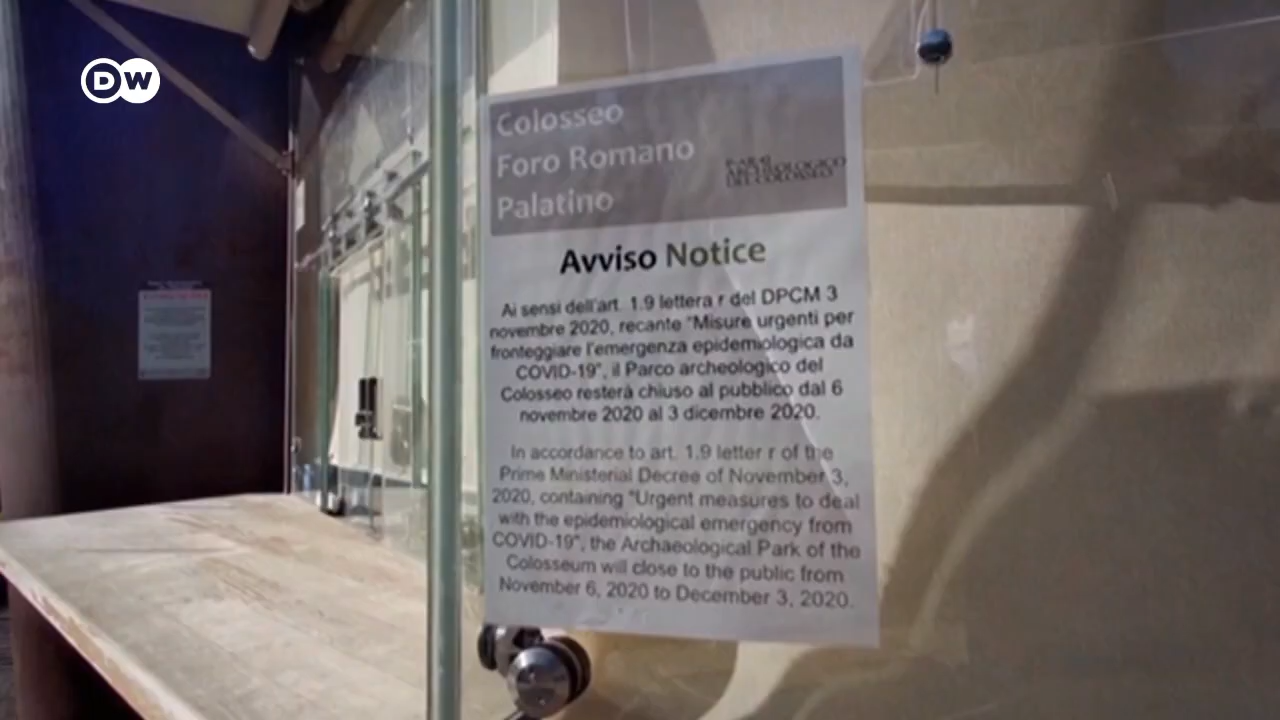 DW
Colosseo
Foro Romano
Palatino
PARCO
ARCHEOLOGICO
DEL COLOSSEO
Avviso Notice
Ai sensi dell'art. 1.9 lettera r del DPCM 3
novembre 2020, recante "Misure urgenti per
fronteggiare l'emergenza epidemiologica da
COVID-19", il Parco archeologico del
Colosseo resterà chiuso al pubblico dal 6
novembre 2020 al 3 dicembre 2020.
In accordance to art. 1.9 letter r of the
Prime Ministerial Decree of November 3,
2020, containing "Urgent measures to deal
with the epidemiological emergency from
COVID-19", the Archaeological Park of the
Colosseum will close to the public from
November 6, 2020 to December 3, 2020.